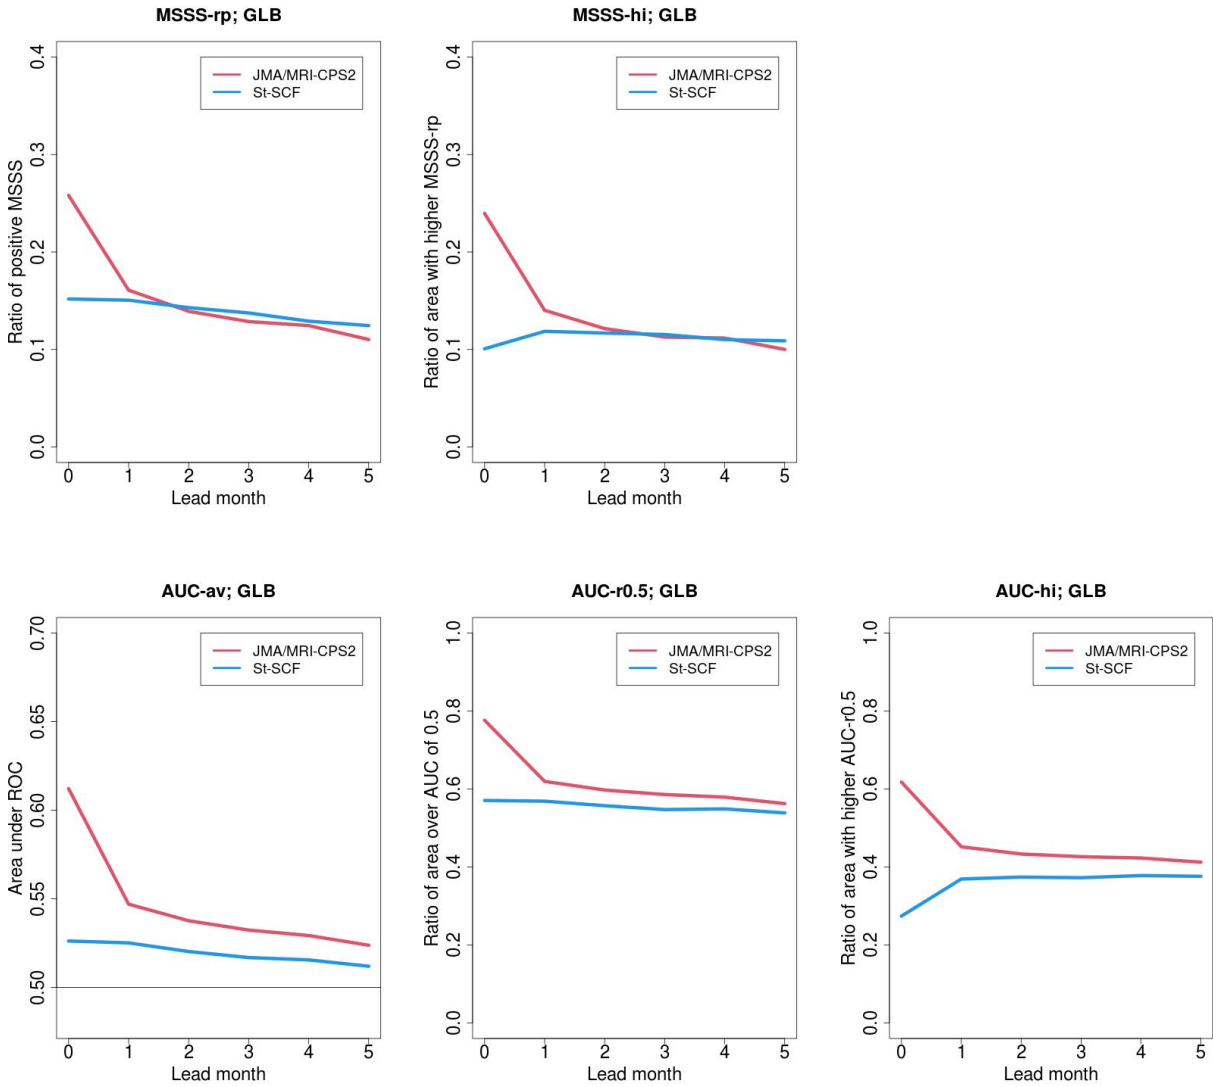 MSSS-rp; GLB
Ratio of positive MSSS
0.4
0.3
0.2
0.1
0.0
JMA/MRI-CPS2
St-SCF
0 1 2 3 4 5
Lead month
MSSS-hi; GLB
Ratio of area with higher MSSS-rp
0.4
0.3
0.2
0.1
0.0
JMA/MRI-CPS2
St-SCF
0 1 2 3 4 5
Lead month
AUC-av; GLB
Area under ROC
0.70
0.65
0.60
0.55
0.50
JMA/MRI-CPS2
St-SCF
0 1 2 3 4 5
Lead month
AUC-r0.5; GLB
Ratio of area over AUC of 0.5
1.0
0.8
0.6
0.4
0.2
0.0
JMA/MRI-CPS2
St-SCF
0 1 2 3 4 5
Lead month
AUC-hi; GLB
Ratio of area with higher AUC-r0.5
1.0
0.8
0.6
0.4
0.2
0.0
JMA/MRI-CPS2
St-SCF
0 1 2 3 4 5
Lead month